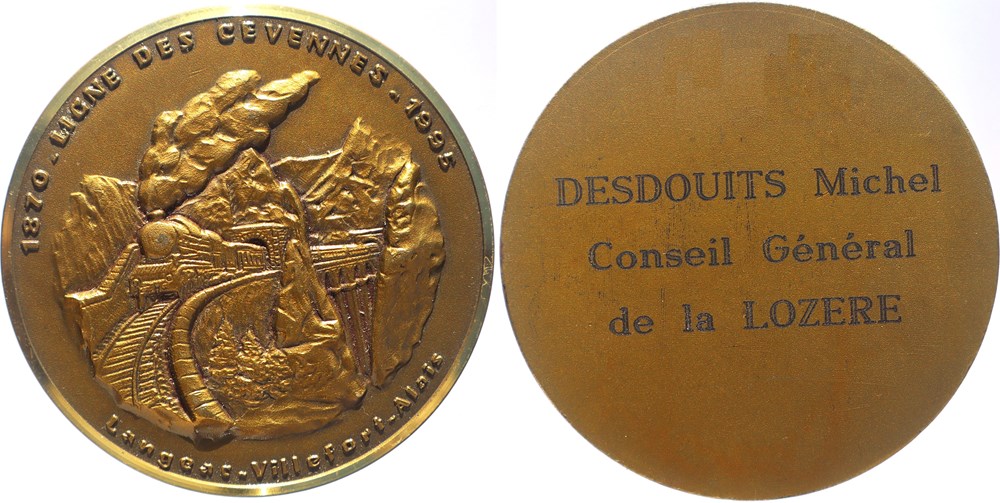 1870 - LIGNE DES CEVENNES - 1995
Langeac-Villefort-Alais
DESDOUITS Michel
Conseil Général
de la LOZERE